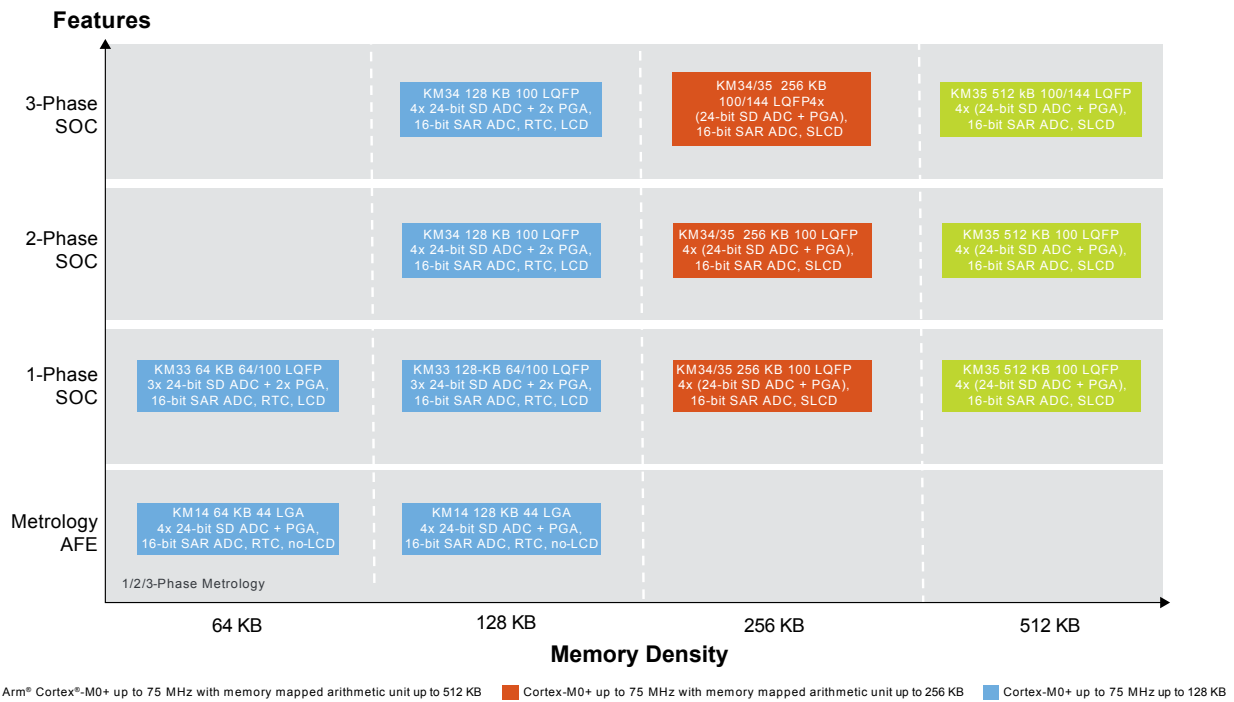 Features
3-Phase
SOC
KM34 128 KB 100 LQFP
4x 24-bit SD ADC + 2x PGA,
16-bit SAR ADC, RTC, LCD
KM34/35 256 KB
100/144 LQFP4x
(24-bit SD ADC + PGA),
16-bit SAR ADC, SLCD
KM35 512 kB 100/144 LQFP
4x (24-bit SD ADC + PGA),
16-bit SAR ADC, SLCD
2-Phase
SOC
KM34 128 KB 100 LQFP
4x 24-bit SD ADC + 2x PGA,
16-bit SAR ADC, RTC, LCD
KM34/35 256 KB 100 LQFP
4x (24-bit SD ADC + PGA),
16-bit SAR ADC, SLCD
KM35 512 KB 100 LQFP
4x (24-bit SD ADC + PGA),
16-bit SAR ADC, SLCD
1-Phase
SOC
KM33 64 KB 64/100 LQFP
3x 24-bit SD ADC + 2x PGA,
16-bit SAR ADC, RTC, LCD
KM33 128-KB 64/100 LQFP
3x 24-bit SD ADC + 2x PGA,
16-bit SAR ADC, RTC, LCD
KM34/35 256 KB 100 LQFP
4x (24-bit SD ADC + PGA),
16-bit SAR ADC, SLCD
KM35 512 KB 100 LQFP
4x (24-bit SD ADC + PGA),
16-bit SAR ADC, SLCD
Metrology
AFE
KM14 64 KB 44 LGA
4x 24-bit SD ADC + PGA,
16-bit SAR ADC, RTC, no-LCD
KM14 128 KB 44 LGA
4x 24-bit SD ADC + PGA,
16-bit SAR ADC, RTC, no-LCD
1/2/3-Phase Metrology
64 KB
128 KB
256 KB
512 KB
Memory Density
Arm® Cortex®-M0+ up to 75 MHz with memory mapped arithmetic unit up to 512 KB
Cortex-M0+ up to 75 MHz with memory mapped arithmetic unit up to 256 KB
Cortex-M0+ up to 75 MHz up to 128 KB